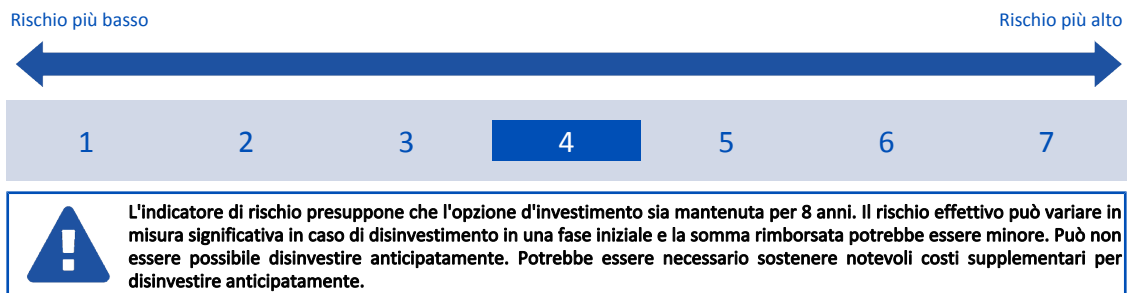 Rischio più basso Rischio più alto
1 2 3 4 5 6 7
L'indicatore di rischio presuppone che l'opzione d'investimento sia mantenuta per 8 anni. Il rischio effettivo può variare in
misura significativa in caso di disinvestimento in una fase iniziale e la somma rimborsata potrebbe essere minore. Può non
essere possibile disinvestire anticipatamente. Potrebbe essere necessario sostenere notevoli costi supplementari per
disinvestire anticipatamente.